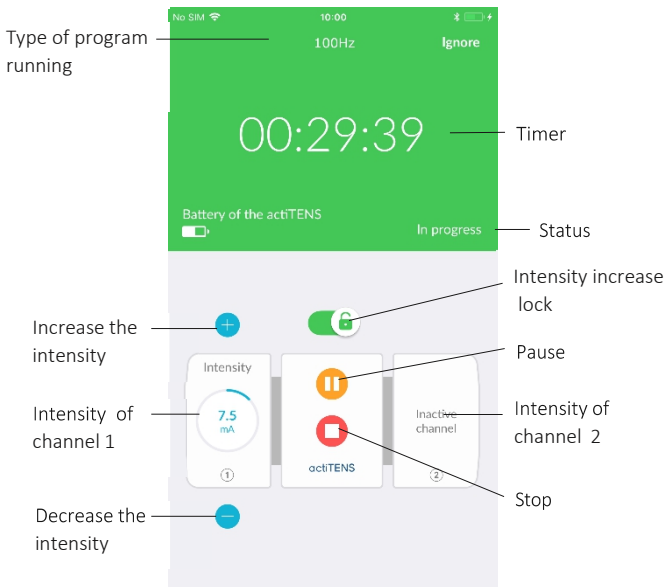 No SIM 10:00
Type of program
running
100Hz Ignore
00:29:39
Timer
Battery of the actiTENS
In progress
Status
Intensity increase
lock
Increase the
intensity
Pause
Intensity
7.5
mA
Intensity of
channel 1
Inactive
channel
Intensity of
channel 2
actiTENS
1
2
Stop
Decrease the
intensity